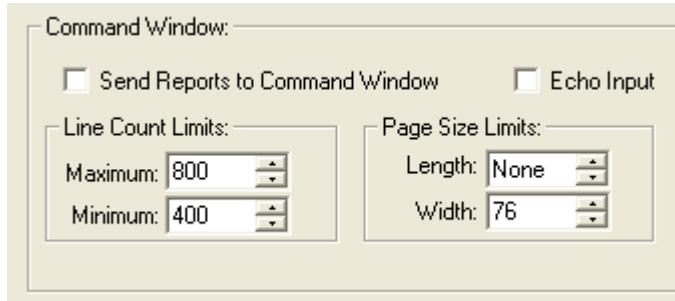 Command Window:
Send Reports to Command Window Echo Input
Line Count Limits: Page Size Limits:
Maximum: 800 Length: None
Minimum: 400 Width: 76